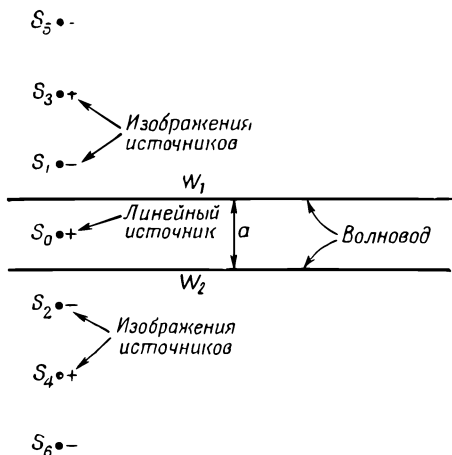 S₅ -
S₃ +
Изображения
источников
S₁ -
W₁
S₀ +
Линейный
источник
a
Волновод
W₂
S₂ -
Изображения
источников
S₄ +
S₆ -